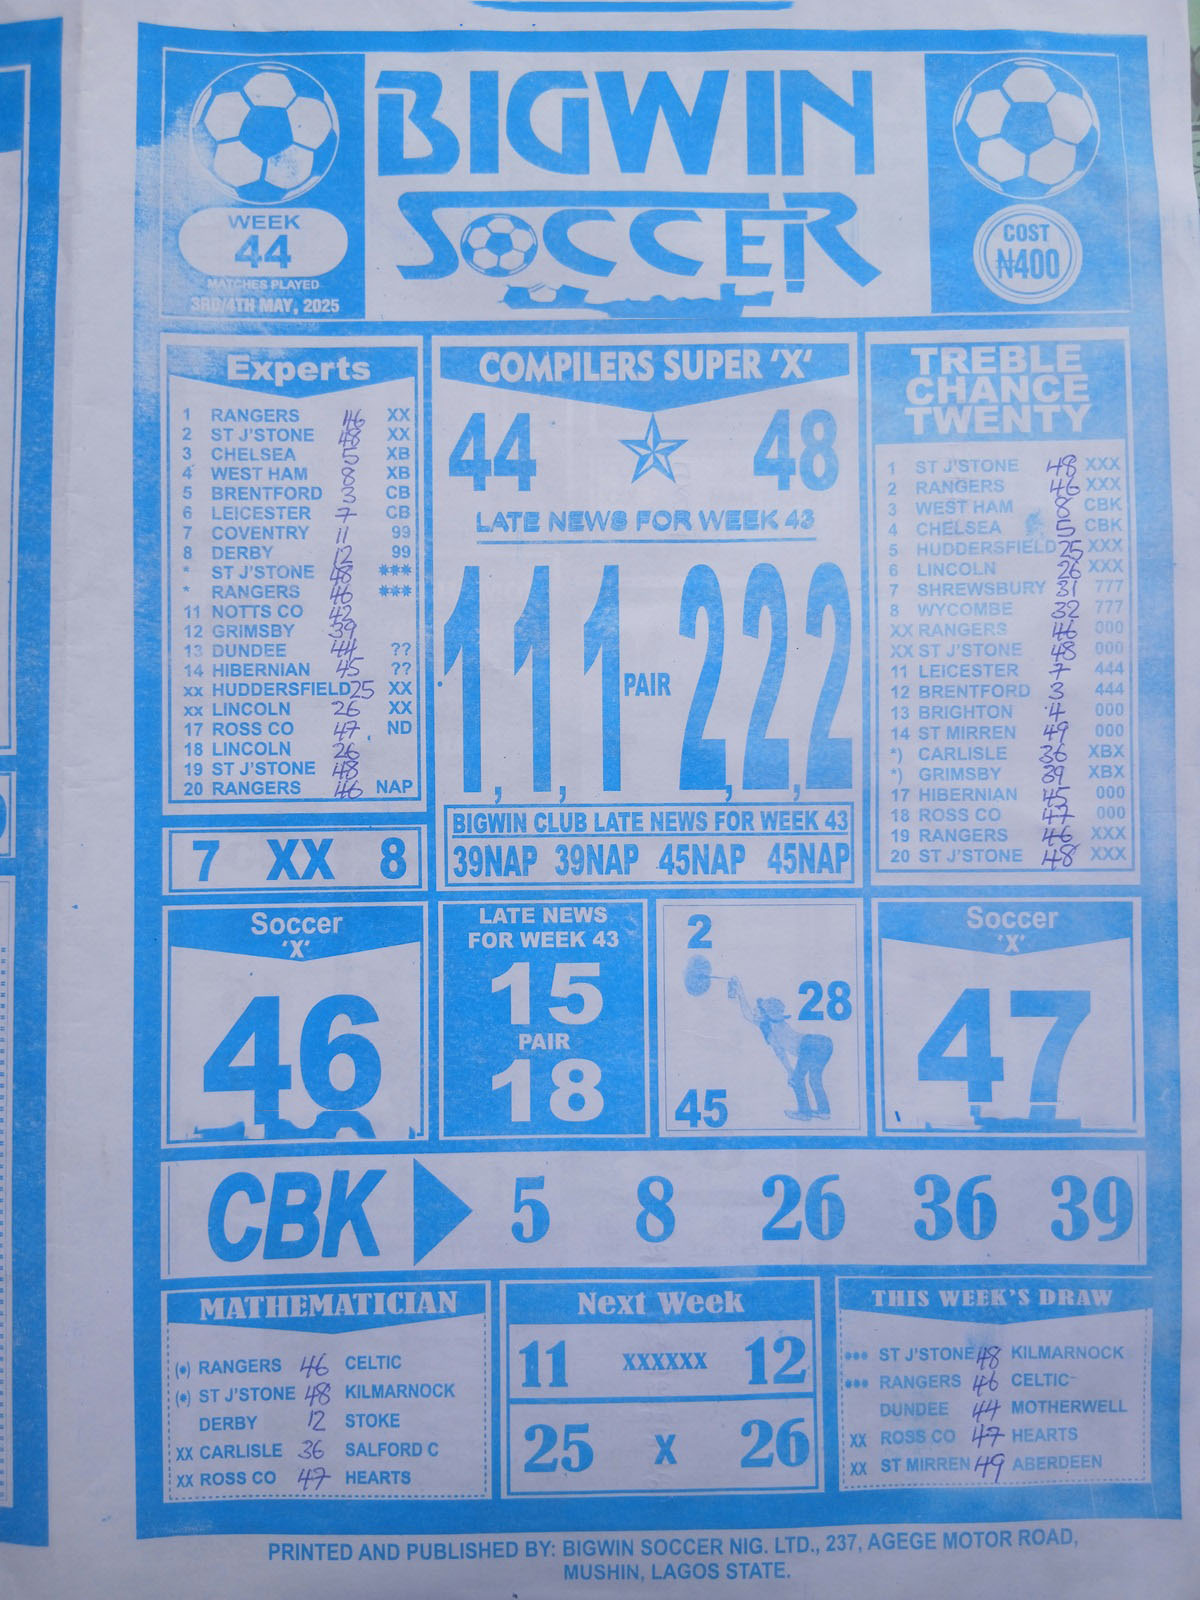 BIGWIN
SOCCER
WEEK
44
MATCHES PLAYED
3RD/4TH MAY, 2025
COST
₦400
Experts
1 RANGERS 46 XX
2 ST J'STONE 48 XX
3 CHELSEA 5 XB
4 WEST HAM 8 XB
5 BRENTFORD 3 CB
6 LEICESTER 7 CB
7 COVENTRY 11 99
8 DERBY 12 99
* ST J'STONE 48 ***
* RANGERS 46 ***
11 NOTTS CO 42
12 GRIMSBY 39
13 DUNDEE 44 ??
14 HIBERNIAN 45 ??
XX HUDDERSFIELD 25 XX
XX LINCOLN 26 XX
17 ROSS CO 47 ND
18 LINCOLN 26
19 ST J'STONE 48
20 RANGERS 46 NAP
7 XX 8
COMPILERS SUPER 'X'
44 48
LATE NEWS FOR WEEK 43
1, 1, 1 PAIR 2, 2, 2
BIGWIN CLUB LATE NEWS FOR WEEK 43
39NAP 39NAP 45NAP 45NAP
TREBLE
CHANCE
TWENTY
1 ST J'STONE 48 XXX
2 RANGERS 46 XXX
3 WEST HAM 8 CBK
4 CHELSEA 5 CBK
5 HUDDERSFIELD 25 XXX
6 LINCOLN 26 XXX
7 SHREWSBURY 31 777
8 WYCOMBE 32 777
XX RANGERS 46 000
XX ST J'STONE 48 000
11 LEICESTER 7 444
12 BRENTFORD 3 444
13 BRIGHTON 4 000
14 ST MIRREN 49 000
*) CARLISLE 36 XBX
*) GRIMSBY 39 XBX
17 HIBERNIAN 45 000
18 ROSS CO 47 000
19 RANGERS 46 XXX
20 ST J'STONE 48 XXX
Soccer
'X'
46
LATE NEWS
FOR WEEK 43
15
PAIR
18
2
28
45
Soccer
'X'
47
CBK 5 8 26 36 39
MATHEMATICIAN
(*) RANGERS 46 CELTIC
(*) ST J'STONE 48 KILMARNOCK
DERBY 12 STOKE
XX CARLISLE 36 SALFORD C
XX ROSS CO 47 HEARTS
Next Week
11 XXXXXX 12
25 X 26
THIS WEEK'S DRAW
*** ST J'STONE 48 KILMARNOCK
*** RANGERS 46 CELTIC
DUNDEE 44 MOTHERWELL
XX ROSS CO 47 HEARTS
XX ST MIRREN 49 ABERDEEN
PRINTED AND PUBLISHED BY: BIGWIN SOCCER NIG. LTD., 237, AGEGE MOTOR ROAD,
MUSHIN, LAGOS STATE.